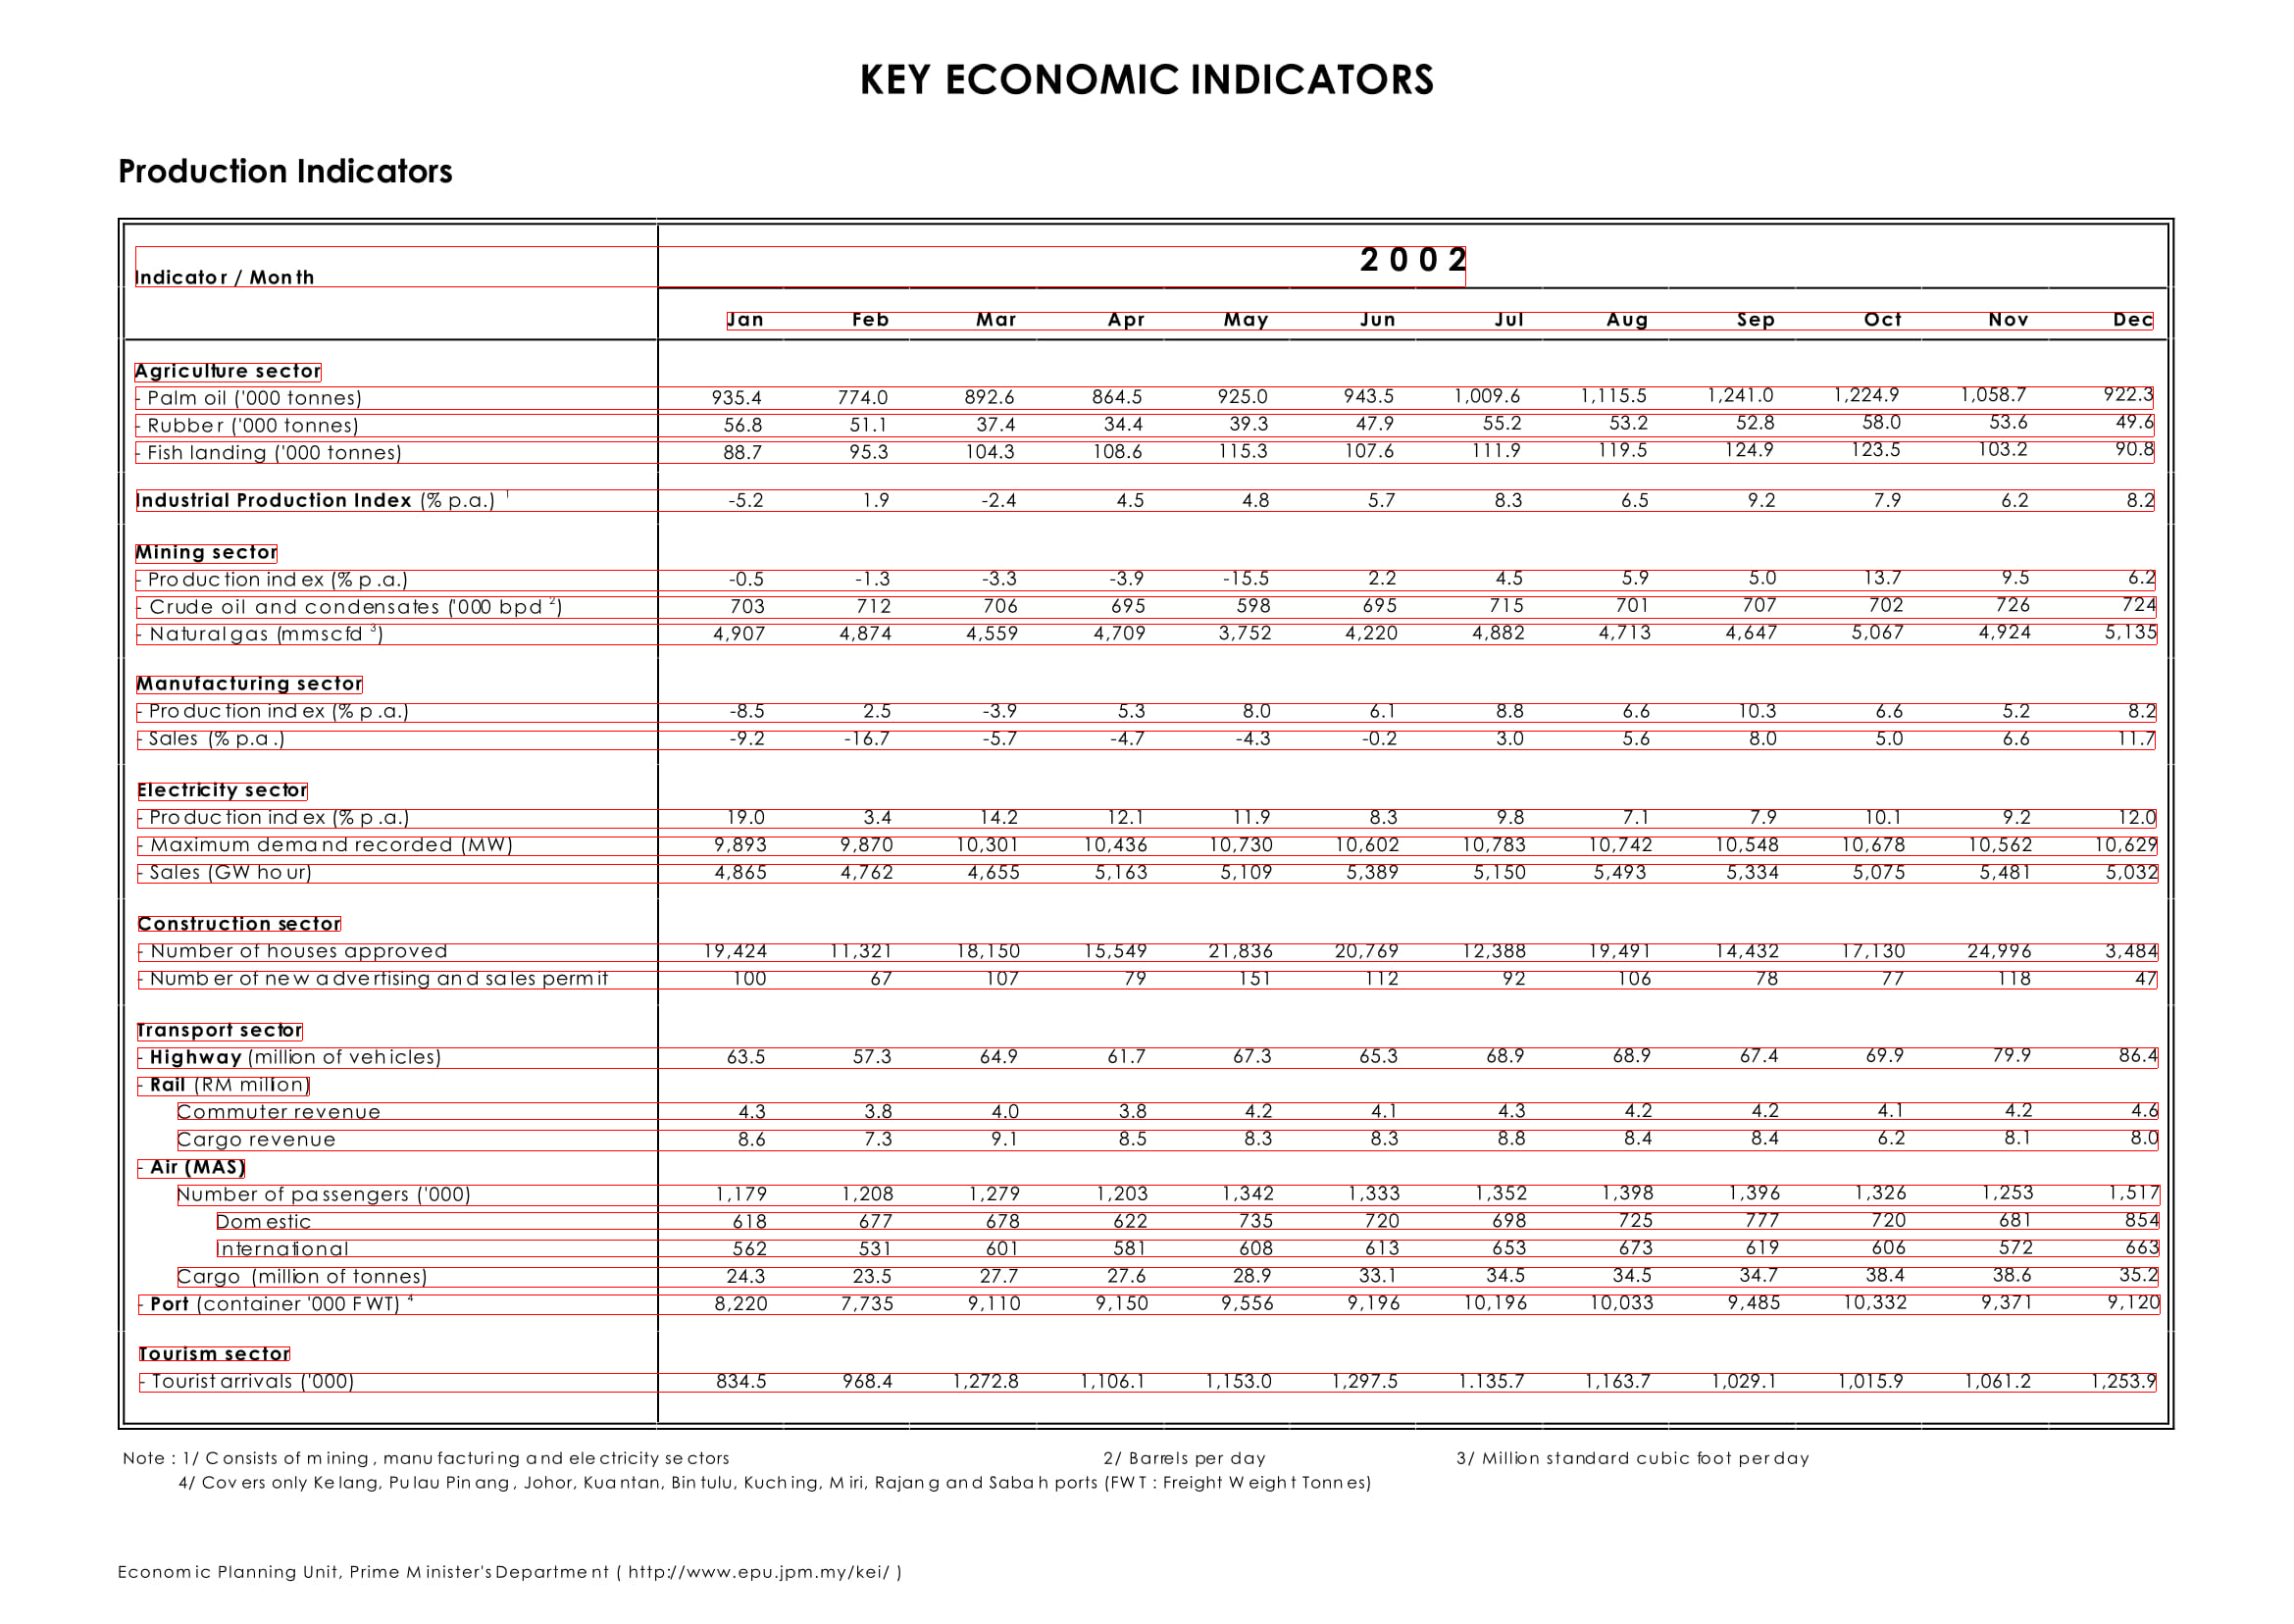 KEY ECONOMIC INDICATORS
Production Indicators
2 0 0 2
Indicator / Month
Jan Feb Mar Apr May Jun Jul Aug Sep Oct Nov Dec
Agriculture sector
- Palm oil ('000 tonnes) 935.4 774.0 892.6 864.5 925.0 943.5 1,009.6 1,115.5 1,241.0 1,224.9 1,058.7 922.3
- Rubber ('000 tonnes) 56.8 51.1 37.4 34.4 39.3 47.9 55.2 53.2 52.8 58.0 53.6 49.6
- Fish landing ('000 tonnes) 88.7 95.3 104.3 108.6 115.3 107.6 111.9 119.5 124.9 123.5 103.2 90.8
Industrial Production Index (% p.a.) 1 -5.2 1.9 -2.4 4.5 4.8 5.7 8.3 6.5 9.2 7.9 6.2 8.2
Mining sector
- Production index (% p.a.) -0.5 -1.3 -3.3 -3.9 -15.5 2.2 4.5 5.9 5.0 13.7 9.5 6.2
- Crude oil and condensates ('000 bpd 2) 703 712 706 695 598 695 715 701 707 702 726 724
- Natural gas (mmscfd 3) 4,907 4,874 4,559 4,709 3,752 4,220 4,882 4,713 4,647 5,067 4,924 5,135
Manufacturing sector
- Production index (% p.a.) -8.5 2.5 -3.9 5.3 8.0 6.1 8.8 6.6 10.3 6.6 5.2 8.2
- Sales (% p.a.) -9.2 -16.7 -5.7 -4.7 -4.3 -0.2 3.0 5.6 8.0 5.0 6.6 11.7
Electricity sector
- Production index (% p.a.) 19.0 3.4 14.2 12.1 11.9 8.3 9.8 7.1 7.9 10.1 9.2 12.0
- Maximum demand recorded (MW) 9,893 9,870 10,301 10,436 10,730 10,602 10,783 10,742 10,548 10,678 10,562 10,629
- Sales (GW hour) 4,865 4,762 4,655 5,163 5,109 5,389 5,150 5,493 5,334 5,075 5,481 5,032
Construction sector
- Number of houses approved 19,424 11,321 18,150 15,549 21,836 20,769 12,388 19,491 14,432 17,130 24,996 3,484
- Number of new advertising and sales permit 100 67 107 79 151 112 92 106 78 77 118 47
Transport sector
- Highway (million of vehicles) 63.5 57.3 64.9 61.7 67.3 65.3 68.9 68.9 67.4 69.9 79.9 86.4
- Rail (RM million)
Commuter revenue 4.3 3.8 4.0 3.8 4.2 4.1 4.3 4.2 4.2 4.1 4.2 4.6
Cargo revenue 8.6 7.3 9.1 8.5 8.3 8.3 8.8 8.4 8.4 6.2 8.1 8.0
- Air (MAS)
Number of passengers ('000) 1,179 1,208 1,279 1,203 1,342 1,333 1,352 1,398 1,396 1,326 1,253 1,517
Domestic 618 677 678 622 735 720 698 725 777 720 681 854
International 562 531 601 581 608 613 653 673 619 606 572 663
Cargo (million of tonnes) 24.3 23.5 27.7 27.6 28.9 33.1 34.5 34.5 34.7 38.4 38.6 35.2
- Port (container '000 FWT) 4 8,220 7,735 9,110 9,150 9,556 9,196 10,196 10,033 9,485 10,332 9,371 9,120
Tourism sector
- Tourist arrivals ('000) 834.5 968.4 1,272.8 1,106.1 1,153.0 1,297.5 1.135.7 1,163.7 1,029.1 1,015.9 1,061.2 1,253.9
Note : 1/ Consists of mining, manufacturing and electricity sectors 2/ Barrels per day 3/ Million standard cubic foot per day
4/ Covers only Kelang, Pulau Pinang, Johor, Kuantan, Bintulu, Kuching, Miri, Rajang and Sabah ports (FWT : Freight Weight Tonnes)
Economic Planning Unit, Prime Minister's Department ( http://www.epu.jpm.my/kei/ )